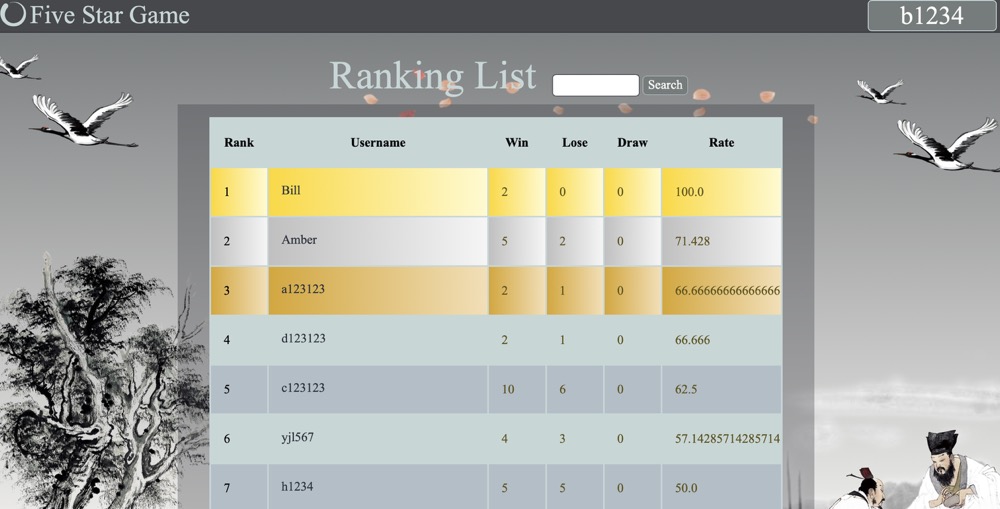 Five Star Game b1234
Ranking List Search
Rank Username Win Lose Draw Rate
1 Bill 2 0 0 100.0
2 Amber 5 2 0 71.428
3 a123123 2 1 0 66.66666666666666
4 d123123 2 1 0 66.666
5 c123123 10 6 0 62.5
6 yjl567 4 3 0 57.14285714285714
7 h1234 5 5 0 50.0